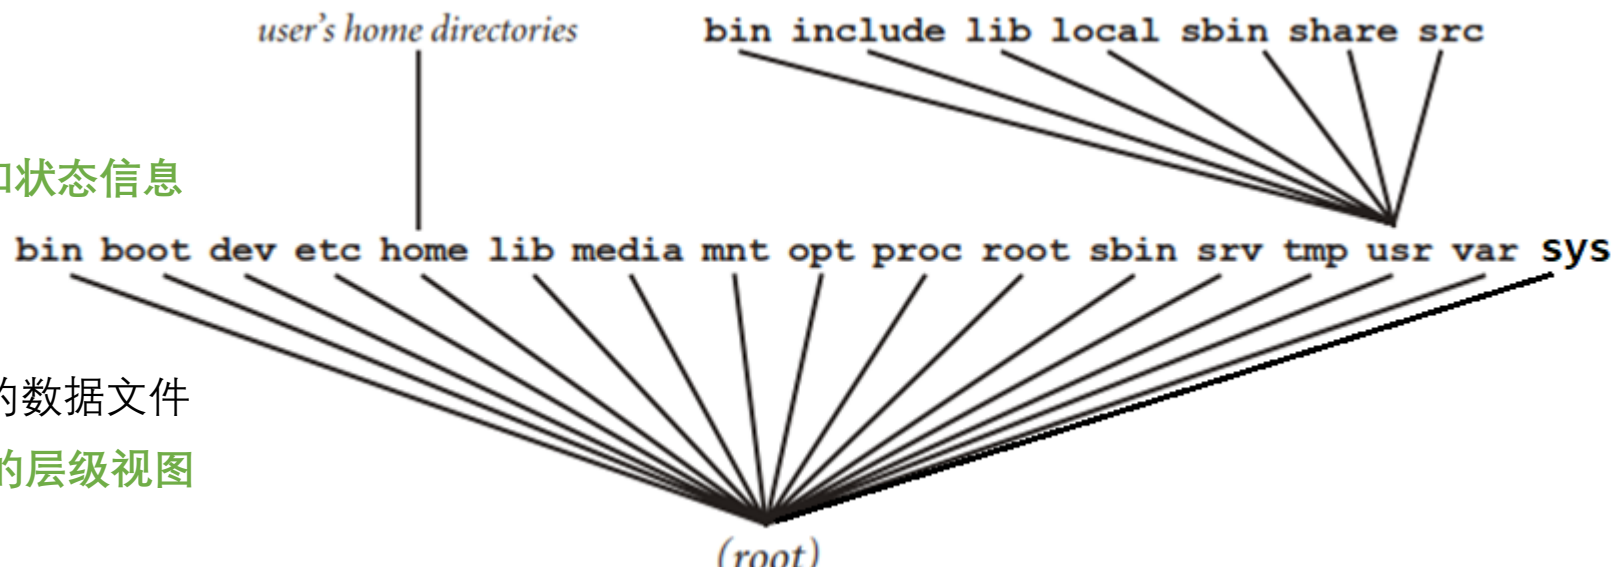 user's home directories
bin include lib local sbin share src
和状态信息
bin boot dev etc home lib media mnt opt proc root sbin srv tmp usr var sys
的数据文件
的层级视图
(root)